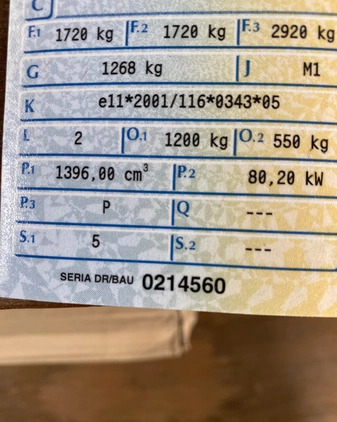 C
F.1 1720 kg F.2 1720 kg F.3 2920 kg
G 1268 kg J M1
K e11*2001/116*0343*05
L 2 O.1 1200 kg O.2 550 kg
P.1 1396,00 cm³ P.2 80,20 kW
P.3 P Q ---
S.1 5 S.2 ---
SERIA DR/BAU 0214560